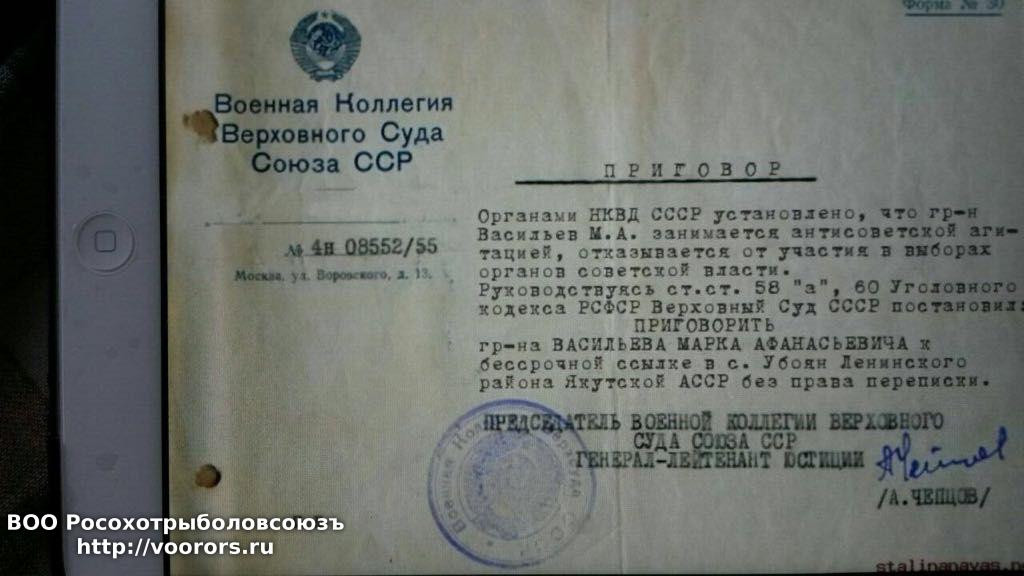 Форма № 30
Военная Коллегия
Верховного Суда
Союза ССР
№ 4н 08552/55
Москва, ул. Воровского, д. 13.
ПРИГОВОР
Органами НКВД СССР установлено, что гр-н
Васильев М.А. занимается антисоветской аги-
тацией, отказывается от участия в выборах
органов советской власти.
Руководствуясь ст.ст. 58 "а", 60 Уголовного
кодекса РСФСР Верховный Суд СССР постановил:
ПРИГОВОРИТЬ
гр-на ВАСИЛЬЕВА МАРКА АФАНАСЬЕВИЧА к
бессрочной ссылке в с. Убоян Ленинского
района Якутской АССР без права переписки.
ПРЕДСЕДАТЕЛЬ ВОЕННОЙ КОЛЛЕГИИ ВЕРХОВНОГО
СУДА СОЮЗА ССР
ГЕНЕРАЛ-ЛЕЙТЕНАНТ ЮСТИЦИИ
/А.ЧЕПЦОВ/
ВОО Росохотрыболовсоюзъ
http://voorors.ru